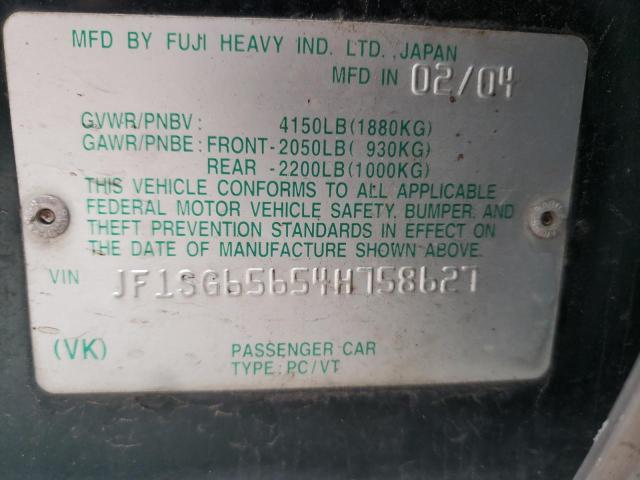 MFD BY FUJI HEAVY IND. LTD., JAPAN
MFD IN 02/04
GVWR/PNBV: 4150LB(1880KG)
GAWR/PNBE: FRONT-2050LB( 930KG)
REAR -2200LB(1000KG)
THIS VEHICLE CONFORMS TO ALL APPLICABLE
FEDERAL MOTOR VEHICLE SAFETY, BUMPER, AND
THEFT PREVENTION STANDARDS IN EFFECT ON
THE DATE OF MANUFACTURE SHOWN ABOVE.
VIN JF1SG65654H758627
(VK) PASSENGER CAR
TYPE: PC/VT